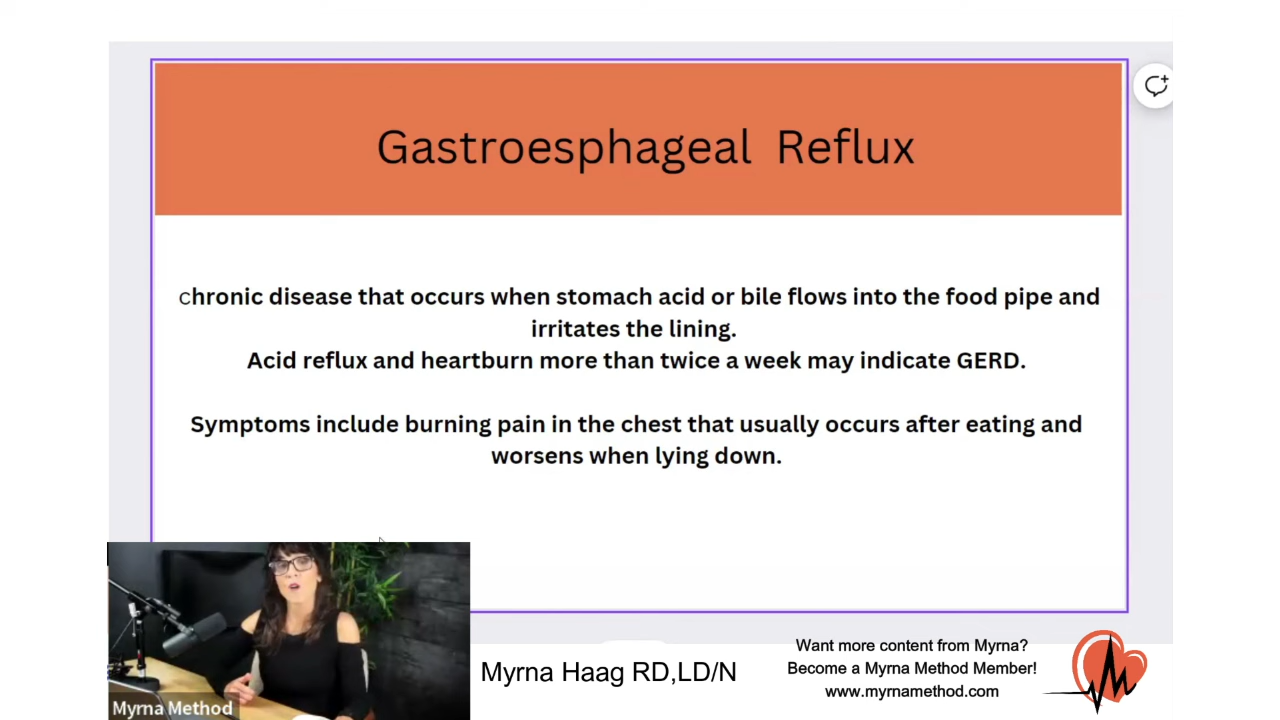 Gastroesphageal Reflux
chronic disease that occurs when stomach acid or bile flows into the food pipe and
irritates the lining.
Acid reflux and heartburn more than twice a week may indicate GERD.
Symptoms include burning pain in the chest that usually occurs after eating and
worsens when lying down.
Myrna Method
Myrna Haag RD,LD/N
Want more content from Myrna?
Become a Myrna Method Member!
www.myrnamethod.com